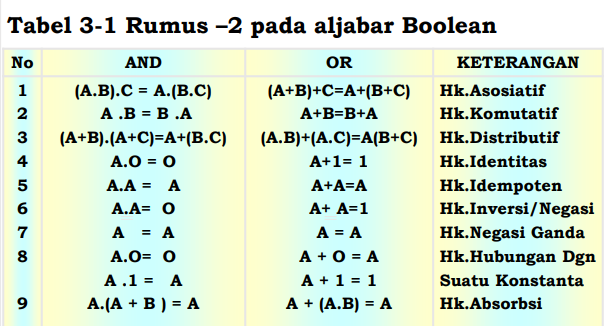 Tabel 3-1 Rumus –2 pada aljabar Boolean
No AND OR KETERANGAN
1 (A.B).C = A.(B.C) (A+B)+C=A+(B+C) Hk.Asosiatif
2 A .B = B .A A+B=B+A Hk.Komutatif
3 (A+B).(A+C)=A+(B.C) (A.B)+(A.C)=A(B+C) Hk.Distributif
4 A.O = O A+1= 1 Hk.Identitas
5 A.A = A A+A=A Hk.Idempoten
6 A.A= O A+ A=1 Hk.Inversi/Negasi
7 A = A A = A Hk.Negasi Ganda
8 A.O= O A + O = A Hk.Hubungan Dgn
A .1 = A A + 1 = 1 Suatu Konstanta
9 A.(A + B ) = A A + (A.B) = A Hk.Absorbsi